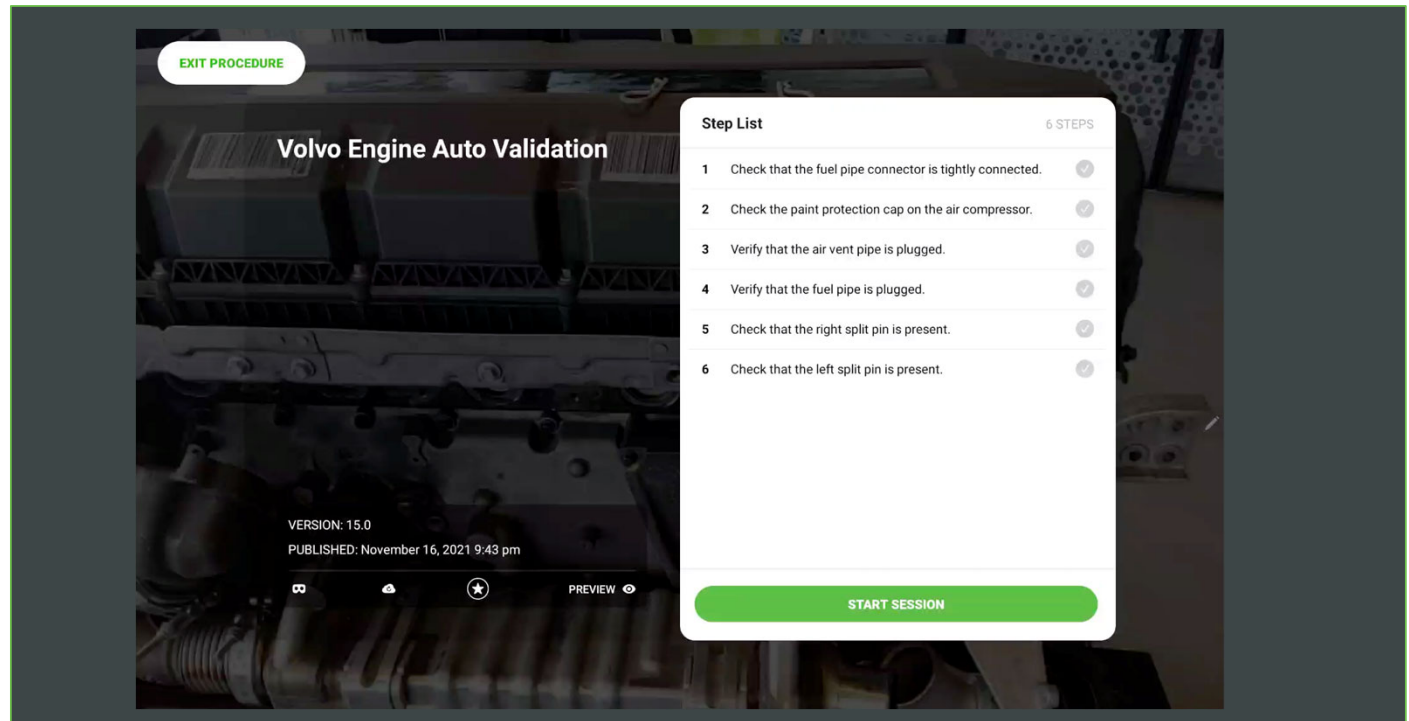 EXIT PROCEDURE
Volvo Engine Auto Validation
VERSION: 15.0
PUBLISHED: November 16, 2021 9:43 pm
PREVIEW
Step List
6 STEPS
1 Check that the fuel pipe connector is tightly connected.
2 Check the paint protection cap on the air compressor.
3 Verify that the air vent pipe is plugged.
4 Verify that the fuel pipe is plugged.
5 Check that the right split pin is present.
6 Check that the left split pin is present.
START SESSION